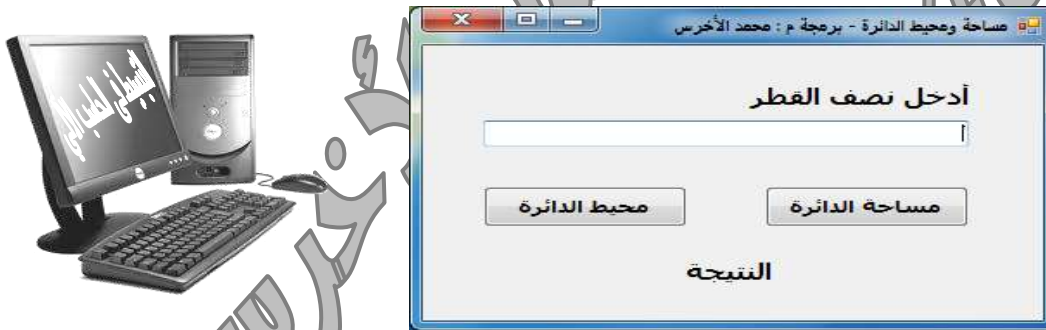 مساحة ومحيط الدائرة - برمجة م : محمد الأخرس
أدخل نصف القطر
مساحة الدائرة
محيط الدائرة
النتيجة